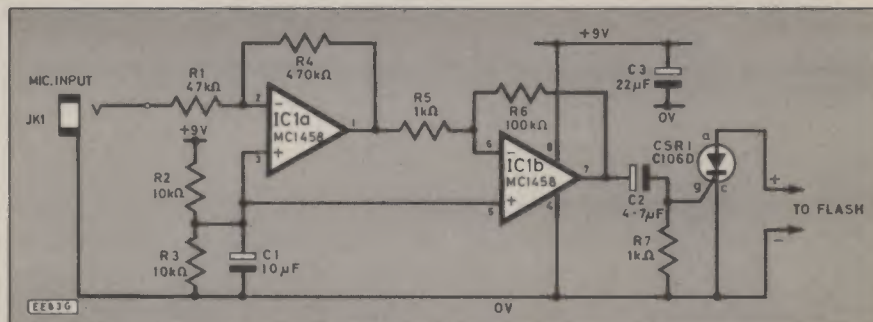 MIC. INPUT
JK1
R1
47kΩ
R4
470kΩ
2
-
IC1a
MC1458
+
3
1
+9V
R2
10kΩ
R3
10kΩ
C1
10µF
R5
1kΩ
R6
100kΩ
6
-
IC1b
MC1458
+
5
8
7
4
+9V
C3
22µF
0V
C2
4·7µF
R7
1kΩ
CSR1
C106D
a
g
c
+
TO FLASH
-
0V
EE83G